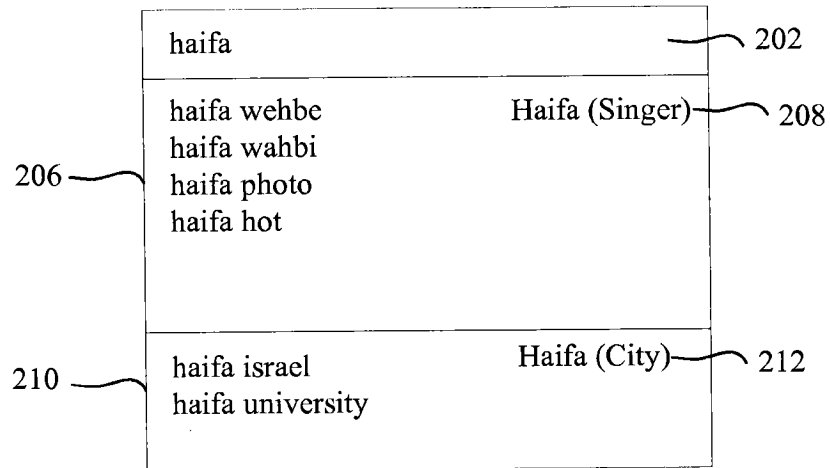 haifa 202
haifa wehbe Haifa (Singer) 208
haifa wahbi
206 haifa photo
haifa hot
210 haifa israel Haifa (City) 212
haifa university